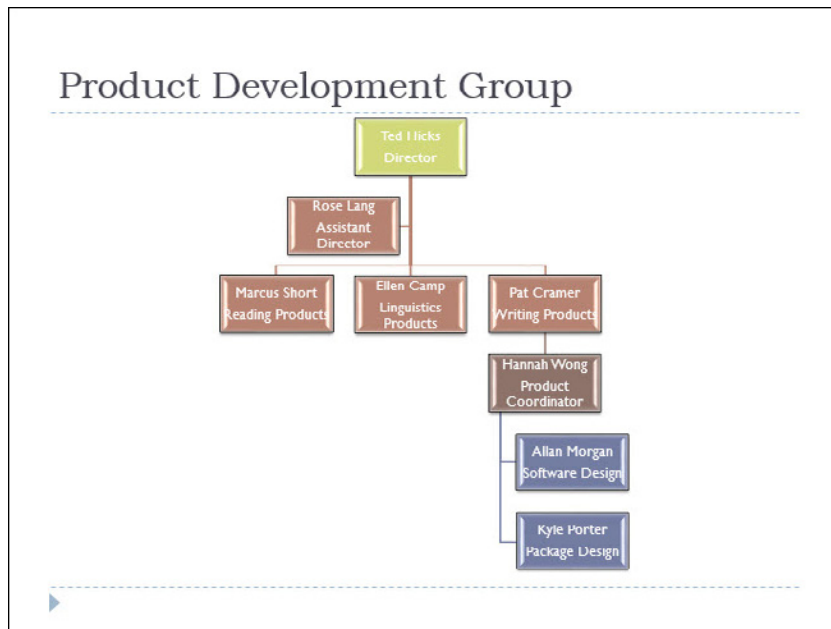 Product Development Group
Ted Hicks
Director
Rose Lang
Assistant
Director
Marcus Short
Reading Products
Ellen Camp
Linguistics
Products
Pat Cramer
Writing Products
Hannah Wong
Product
Coordinator
Allan Morgan
Software Design
Kyle Porter
Package Design